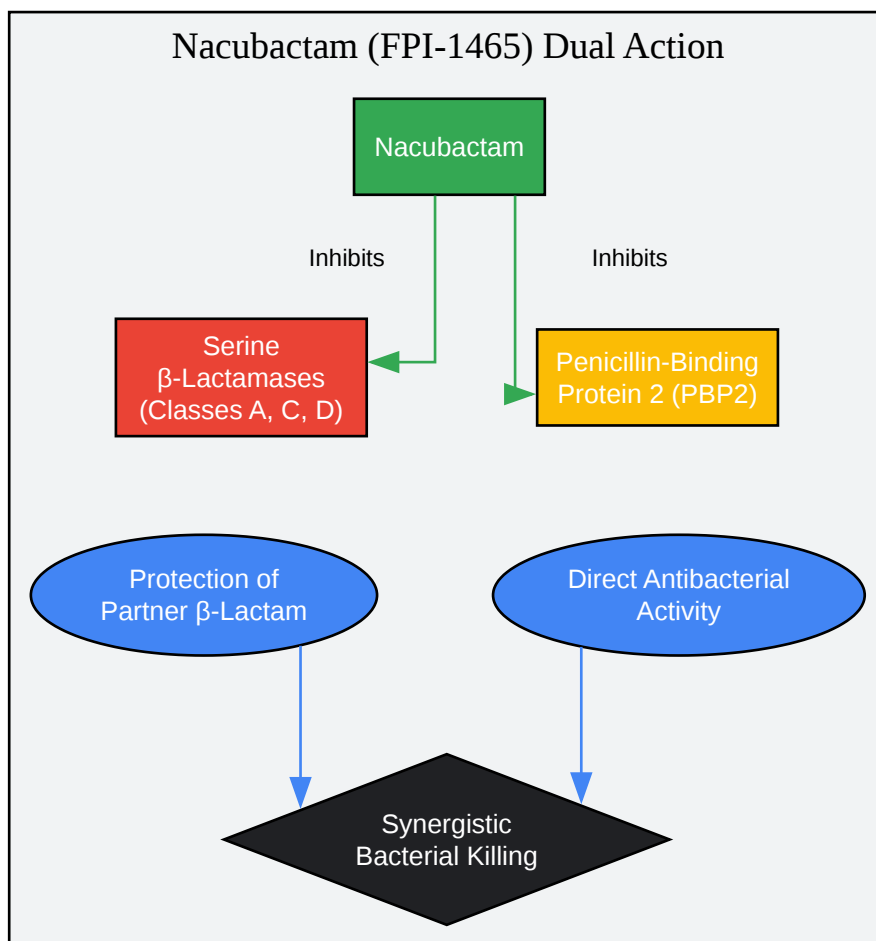 Nacubactam (FPI-1465) Dual Action
Nacubactam
Inhibits
Inhibits
Serine
β-Lactamases
(Classes A, C, D)
Penicillin-Binding
Protein 2 (PBP2)
Protection of
Partner β-Lactam
Direct Antibacterial
Activity
Synergistic
Bacterial Killing